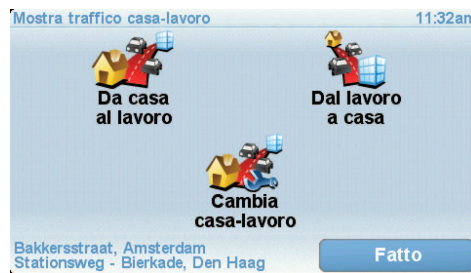 Mostra traffico casa-lavoro 11:32am
Da casa
al lavoro
Dal lavoro
a casa
Cambia
casa-lavoro
Bakkersstraat, Amsterdam
Stationsweg - Bierkade, Den Haag
Fatto